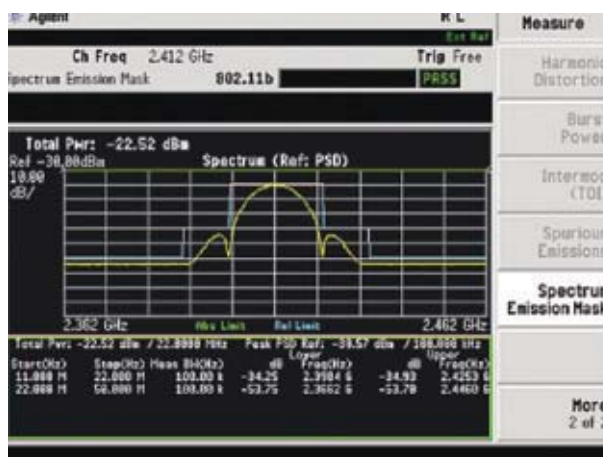 Agilent
R L
Measure
Ext Ref
Ch Freq 2.412 GHz
Trig Free
Spectrum Emission Mask
802.11b
PASS
Harmonic
Distortion
Burst
Power
Total Pwr: -22.52 dBm
Ref -30.00dBm
Spectrum (Ref: PSD)
10.00
dB/
Intermod
(TOI
Spurious
Emissions
Spectrum
Emission Mask
2.362 GHz
Abs Limit
Rel Limit
2.462 GHz
Total Pwr: -22.52 dBm / 22.0000 MHz
Peak PSD Ref: -38.57 dBm / 100.000 kHz
Lower
Upper
Start(Hz) Stop(Hz) Meas BW(Hz) dB Freq(Hz) dB Freq(Hz)
11.000 M 22.000 M 100.00 k -34.25 -34.93 2.4253 G
22.000 M 50.000 M 100.00 k -53.75 2.3662 G -53.78 2.4460 G
More
2 of